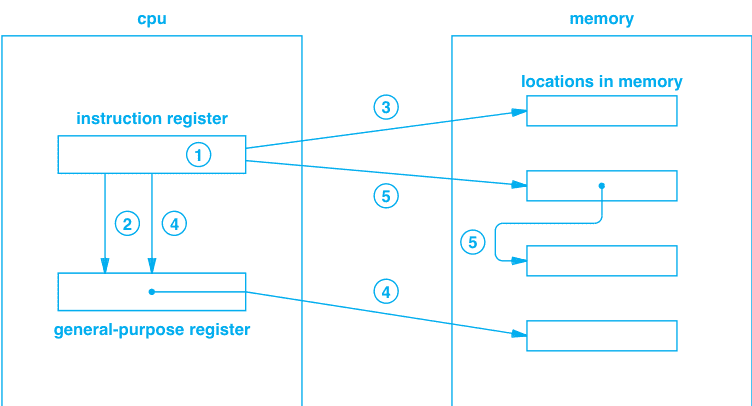 cpu
memory
locations in memory
instruction register
3
1
5
2
4
5
4
general-purpose register